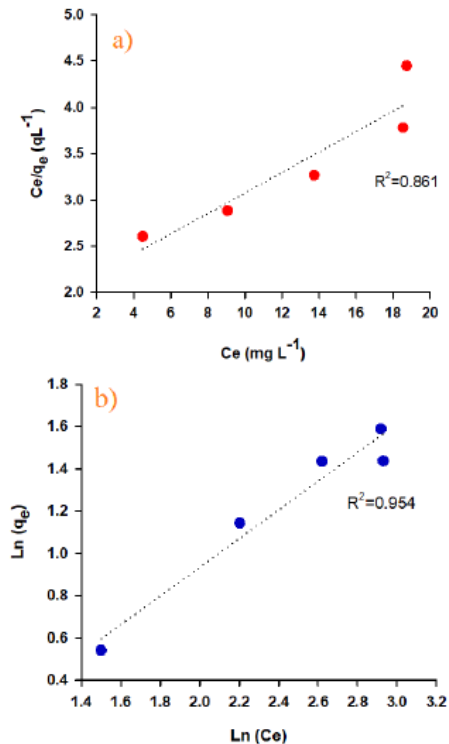 a)
5.0
4.5
4.0
3.5
3.0
2.5
2.0
Ce/qe (qL-1)
R2=0.861
2 4 6 8 10 12 14 16 18 20
Ce (mg L-1)
b)
1.8
1.6
1.4
1.2
1.0
0.8
0.6
0.4
Ln (qe)
R2=0.954
1.4 1.6 1.8 2.0 2.2 2.4 2.6 2.8 3.0 3.2
Ln (Ce)